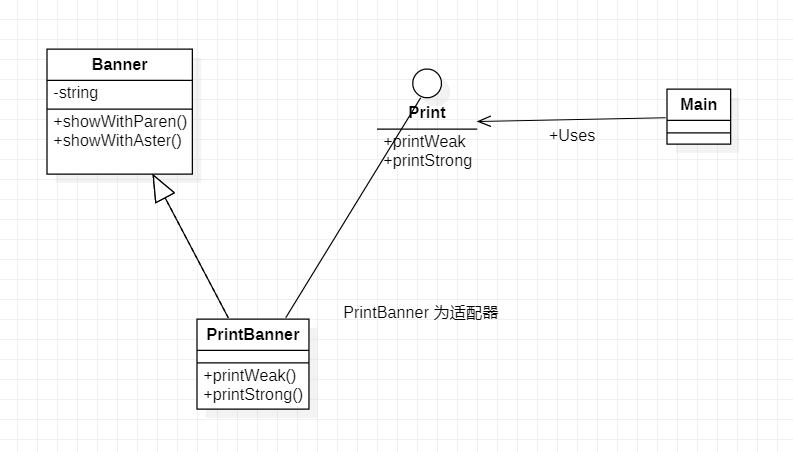 Banner
-string
+showWithParen()
+showWithAster()
Print
+printWeak
+printStrong
Main
+Uses
PrintBanner 为适配器
PrintBanner
+printWeak()
+printStrong()